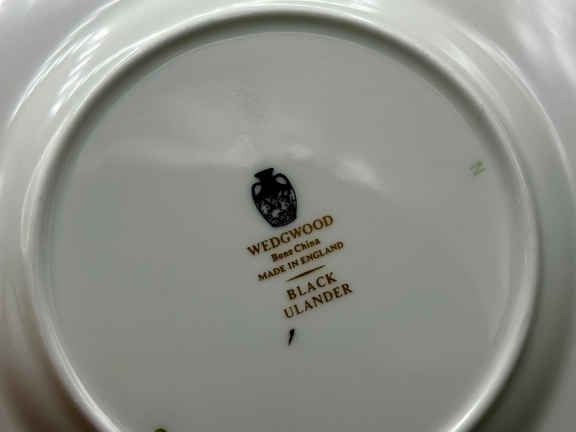 WEDGWOOD
Bone China
MADE IN ENGLAND
BLACK
ULANDER